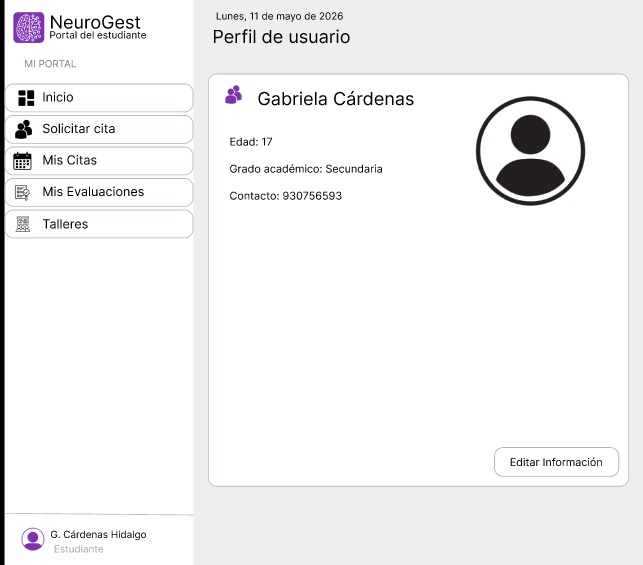 NeuroGest
Portal del estudiante
MI PORTAL
Inicio
Solicitar cita
Mis Citas
Mis Evaluaciones
Talleres
G. Cárdenas Hidalgo
Estudiante
Lunes, 11 de mayo de 2026
Perfil de usuario
Gabriela Cárdenas
Edad: 17
Grado académico: Secundaria
Contacto: 930756593
Editar Información